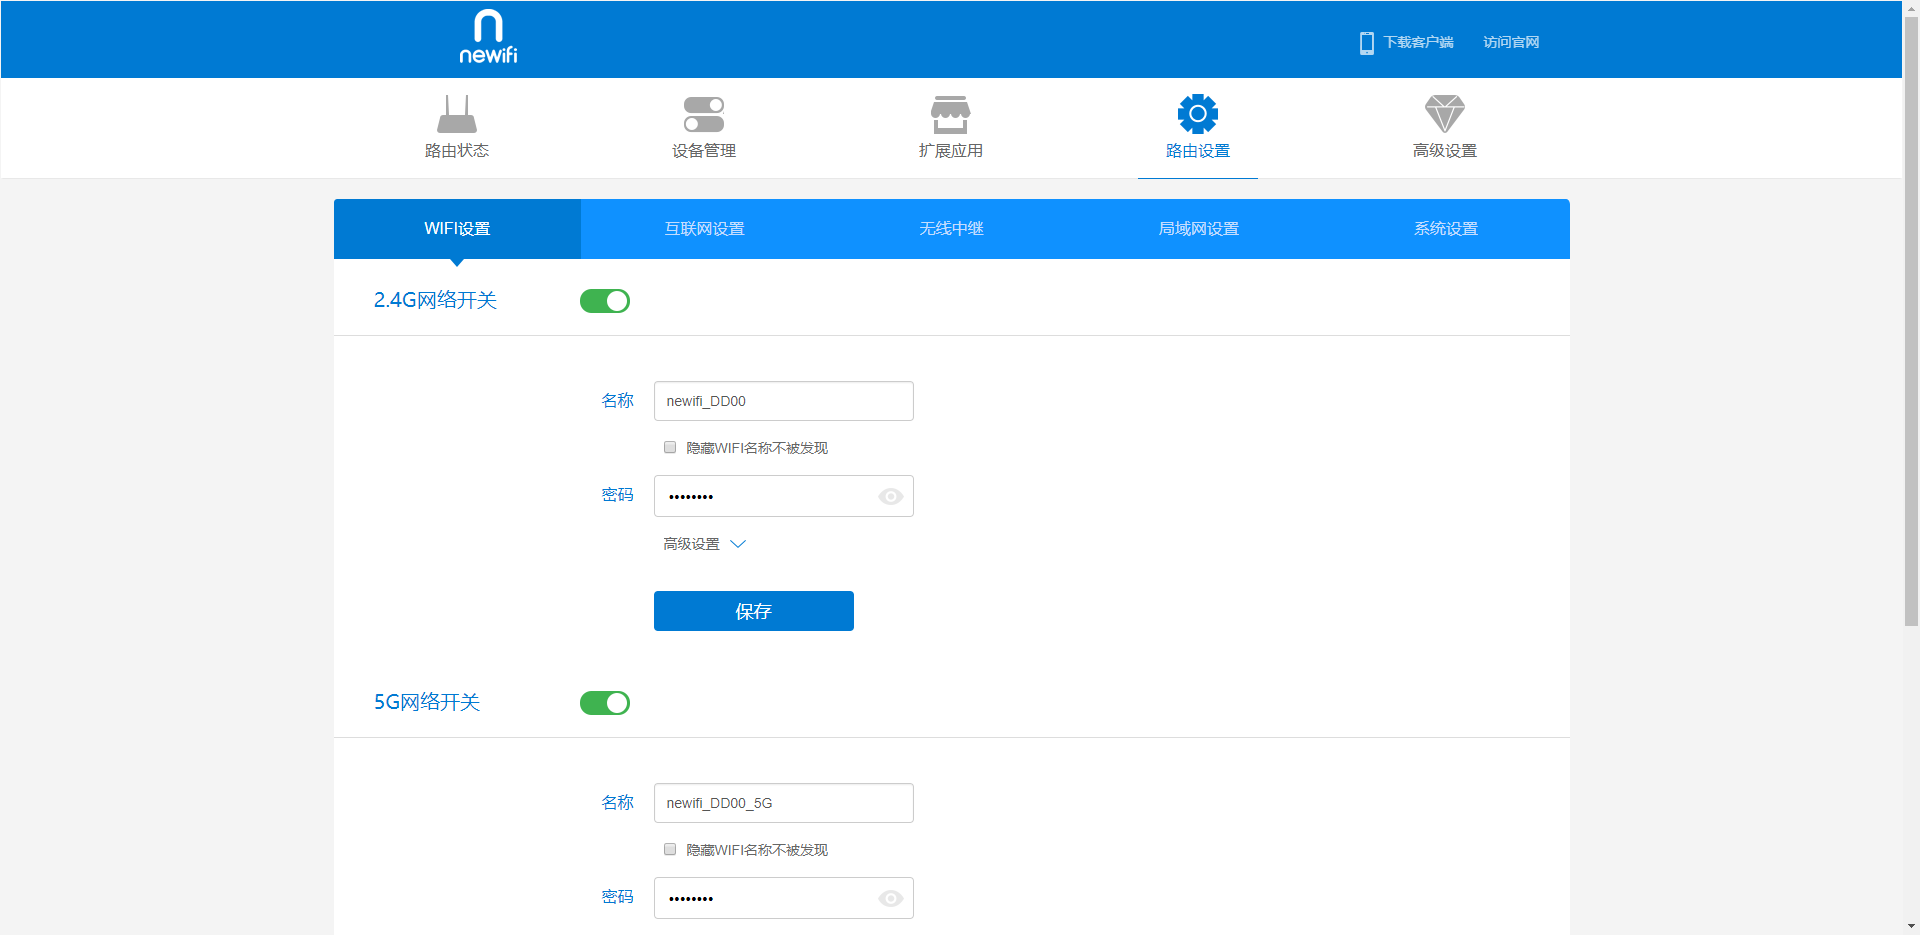 newifi
下载客户端 访问官网
路由状态 设备管理 扩展应用 路由设置 高级设置
WIFI设置 互联网设置 无线中继 局域网设置 系统设置
2.4G网络开关
名称 newifi_DD00
隐藏WIFI名称不被发现
密码 ••••••••
高级设置
保存
5G网络开关
名称 newifi_DD00_5G
隐藏WIFI名称不被发现
密码 ••••••••